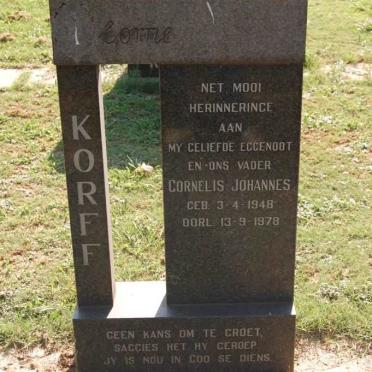 Corrie
KORFF
NET MOOI
HERINNERINGE
AAN
MY GELIEFDE EGGENOOT
EN ONS VADER
CORNELIS JOHANNES
GEB. 3-4-1948
OORL. 13-9-1978
GEEN KANS OM TE GROET,
SAGGIES HET HY GEROEP
JY IS NOU IN GOD SE DIENS.